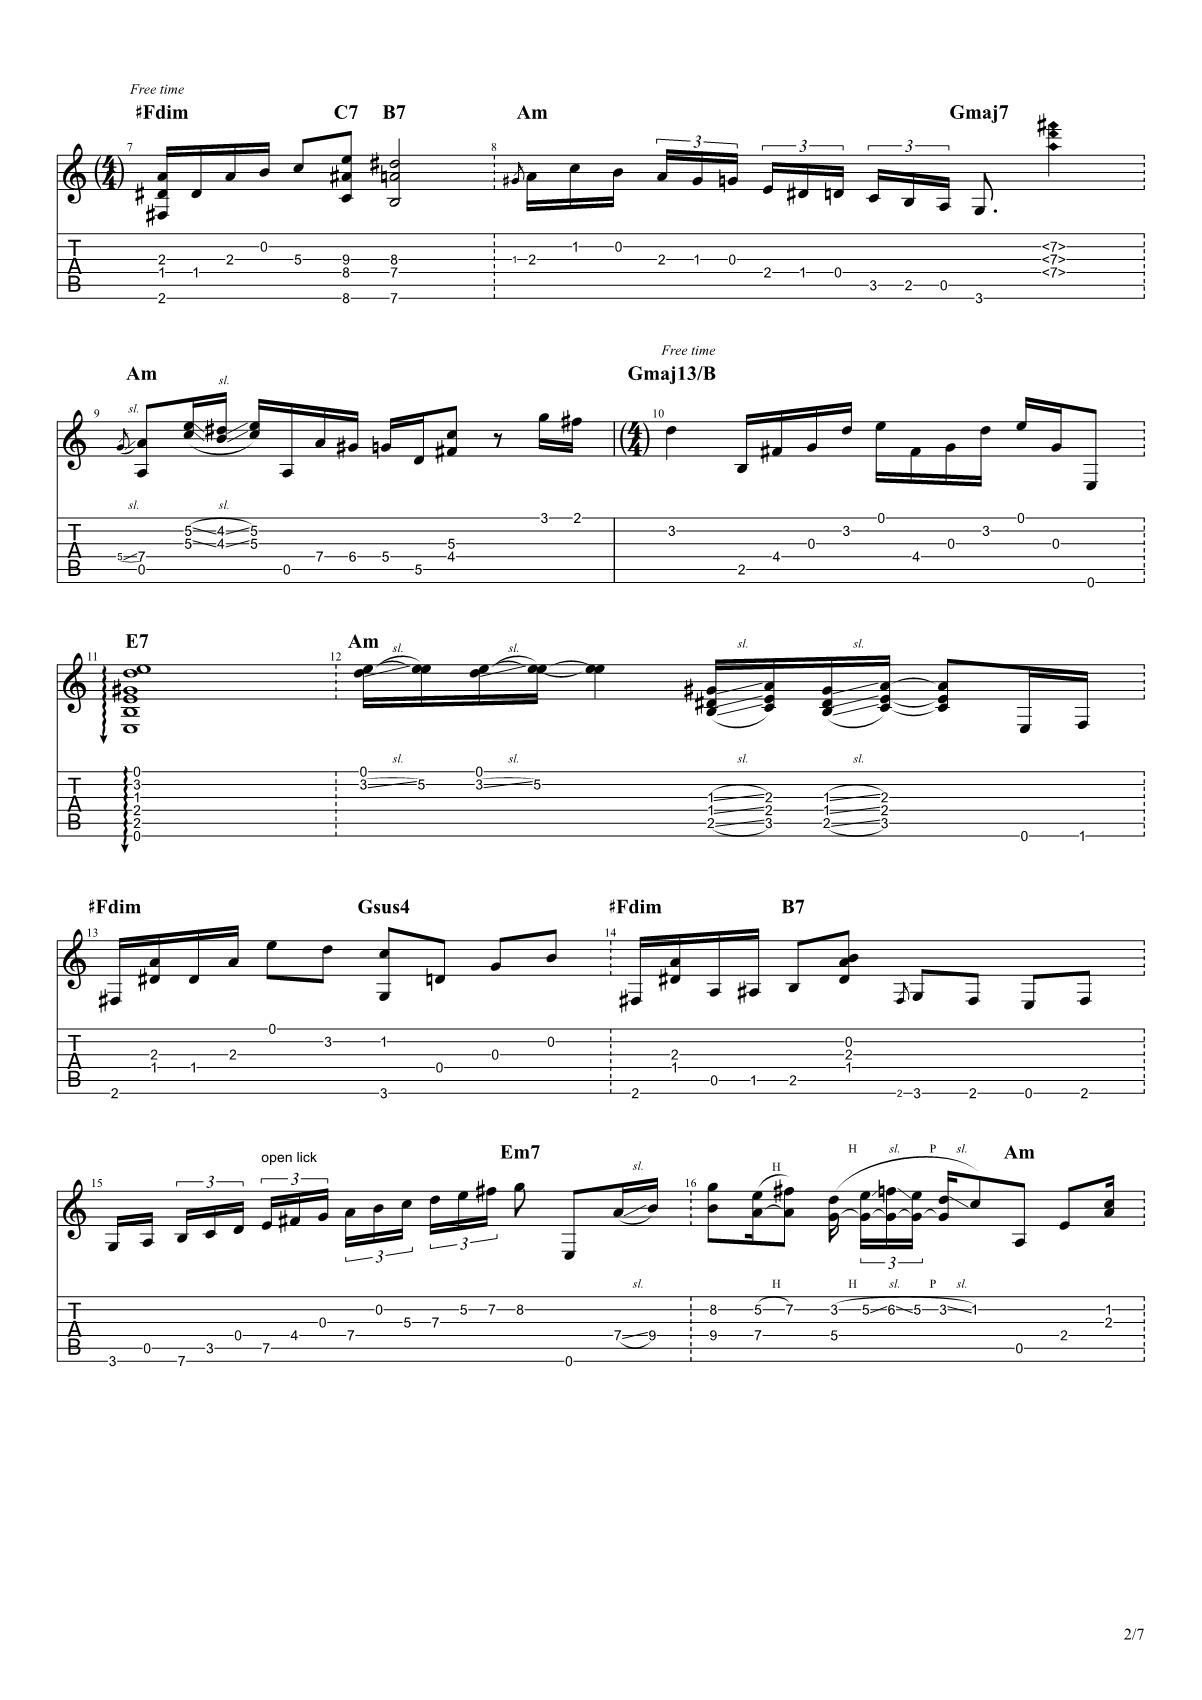 Free time
♯Fdim C7 B7 Am Gmaj7
7 8
3 3 3
4
4
T
A
B
2 1 2 1 2 0 5 9 8 8 8 7 7 1 2 1 0 2 1 0 2 1 0 3 2 0 3 <7> <7> <7>
Free time
Am sl. Gmaj13/B
9 sl. 10
4
4
sl. sl.
T
A
B
5 7 0 5 5 4 4 5 5 0 7 6 5 5 5 4 3 2 3 2 4 0 3 0 4 0 3 0 0 0
E7 Am
11 12 sl. sl. sl. sl.
sl. sl. sl. sl.
T
A
B
0 3 1 2 2 0 0 3 5 0 3 5 1 1 2 2 2 3 1 1 2 2 2 3 0 1
♯Fdim Gsus4 ♯Fdim B7
13 14
T
A
B
2 2 1 1 2 0 3 1 3 0 0 0 2 2 1 0 1 2 0 2 1 2 3 2 0 2
open lick Em7 H sl. P sl. Am
15 3 3 3 3 sl. 16 H 3
sl. H H sl. P sl.
T
A
B
3 0 7 3 0 7 4 0 7 0 5 7 5 7 8 0 7 9 8 9 5 7 7 3 5 5 6 5 3 1 0 2 1 2
2/7